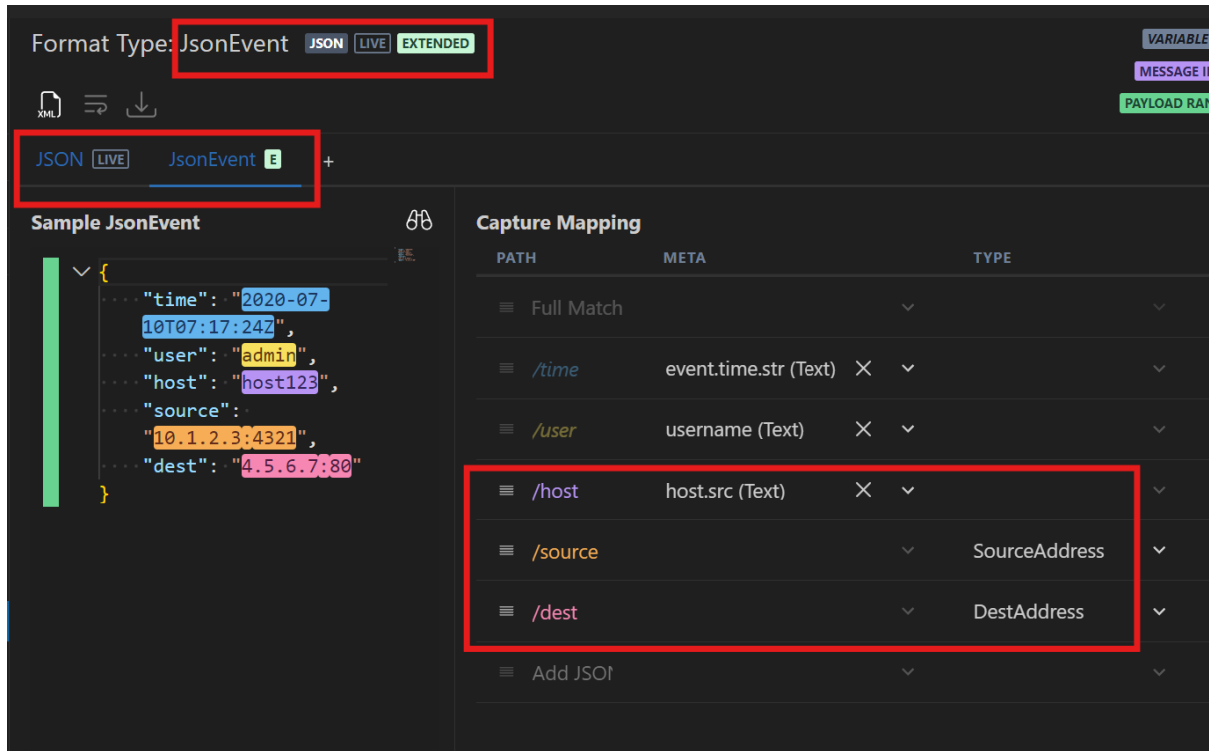 Format Type: JsonEvent JSON LIVE EXTENDED
VARIABLE
MESSAGE
PAYLOAD
XML
JSON LIVE JsonEvent E +
Sample JsonEvent
Capture Mapping
PATH META TYPE
{
"time": "2020-07-
10T07:17:24Z",
"user": "admin",
"host": "host123",
"source":
"10.1.2.3:4321",
"dest": "4.5.6.7:80"
}
Full Match
/time event.time.str (Text)
/user username (Text)
/host host.src (Text)
/source SourceAddress
/dest DestAddress
Add JSON